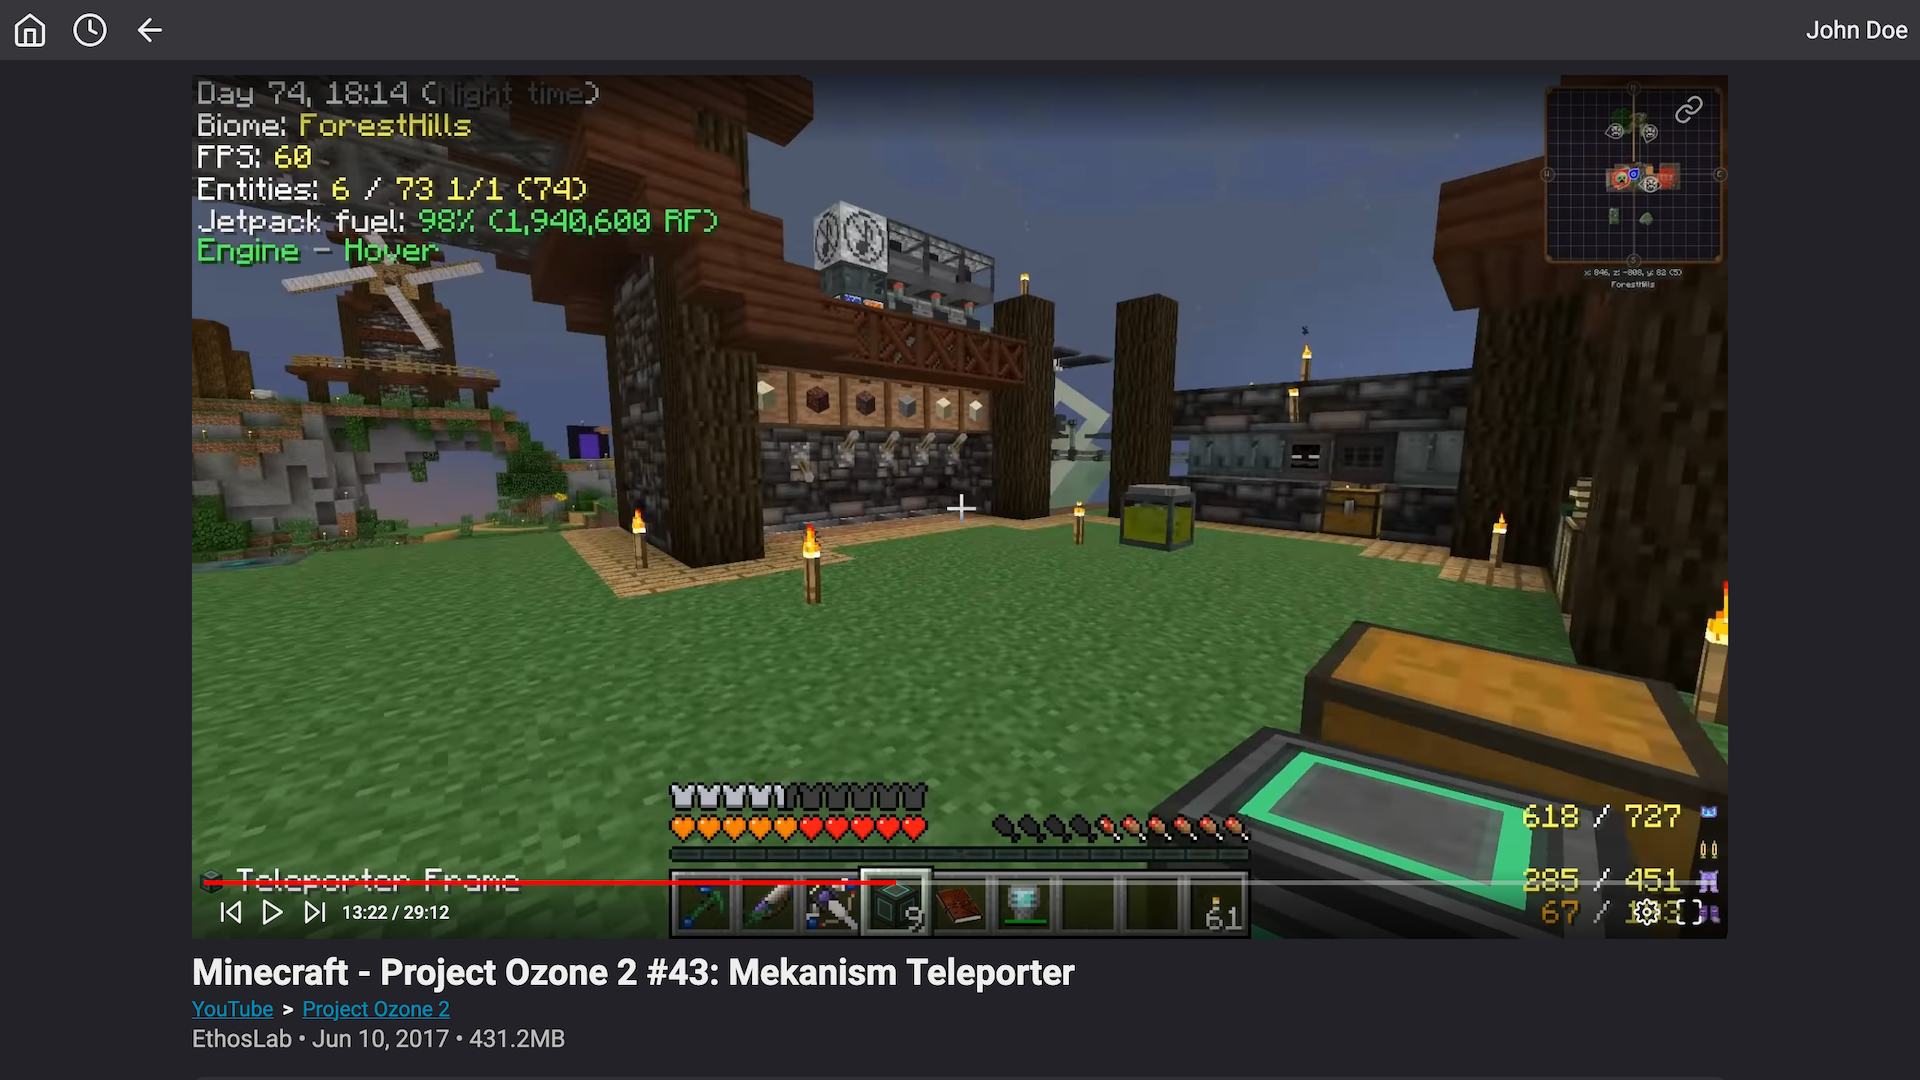 John Doe
Day 74, 18:14 (Night time)
Biome: ForestHills
FPS: 60
Entities: 6 / 73 1/1 (74)
Jetpack fuel: 98% (1,940,600 RF)
Engine - Hover
N
W
E
S
x: 846, z: -808, y: 82 (5)
ForestHills
618 / 727
285 / 451
67 /
Teleporter Frame
9
61
13:22 / 29:12
Minecraft - Project Ozone 2 #43: Mekanism Teleporter
YouTube > Project Ozone 2
EthosLab • Jun 10, 2017 • 431.2MB